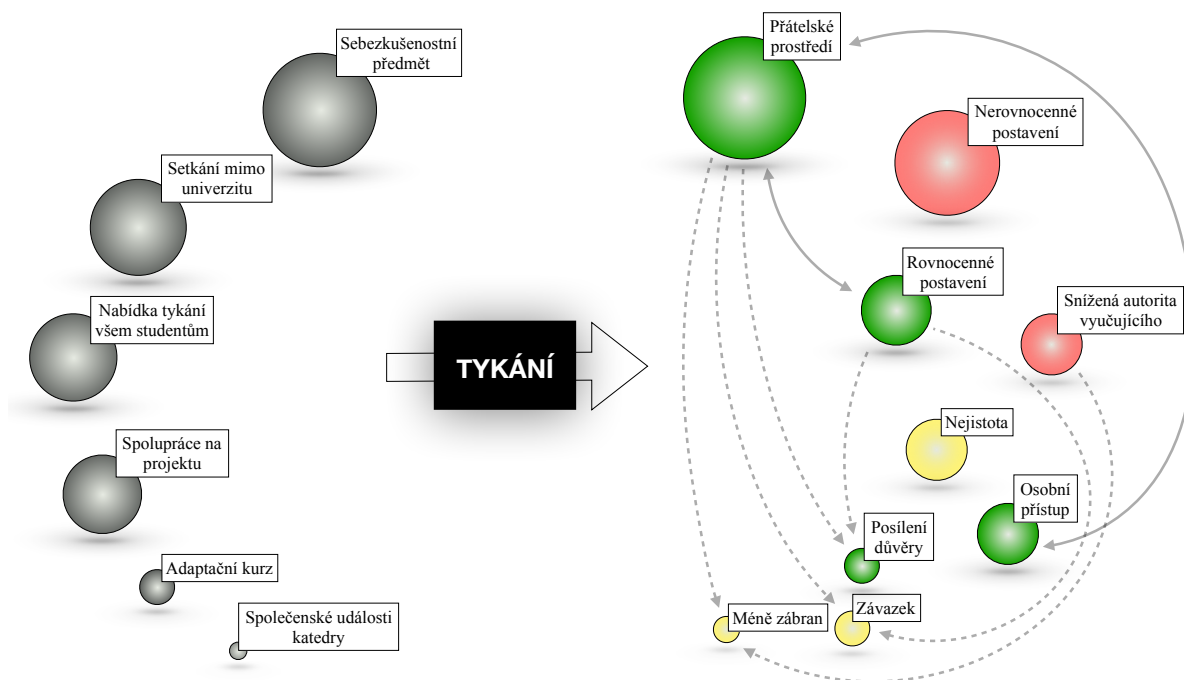 Sebezkušenostní
předmět
Setkání mimo
univerzitu
Nabídka tykání
všem studentům
Spolupráce na
projektu
Adaptační kurz
Společenské události
katedry
TYKÁNÍ
Přátelské
prostředí
Nerovnocenné
postavení
Rovnocenné
postavení
Snížená autorita
vyučujícího
Nejistota
Osobní
přístup
Posílení
důvěry
Závazek
Méně zábran